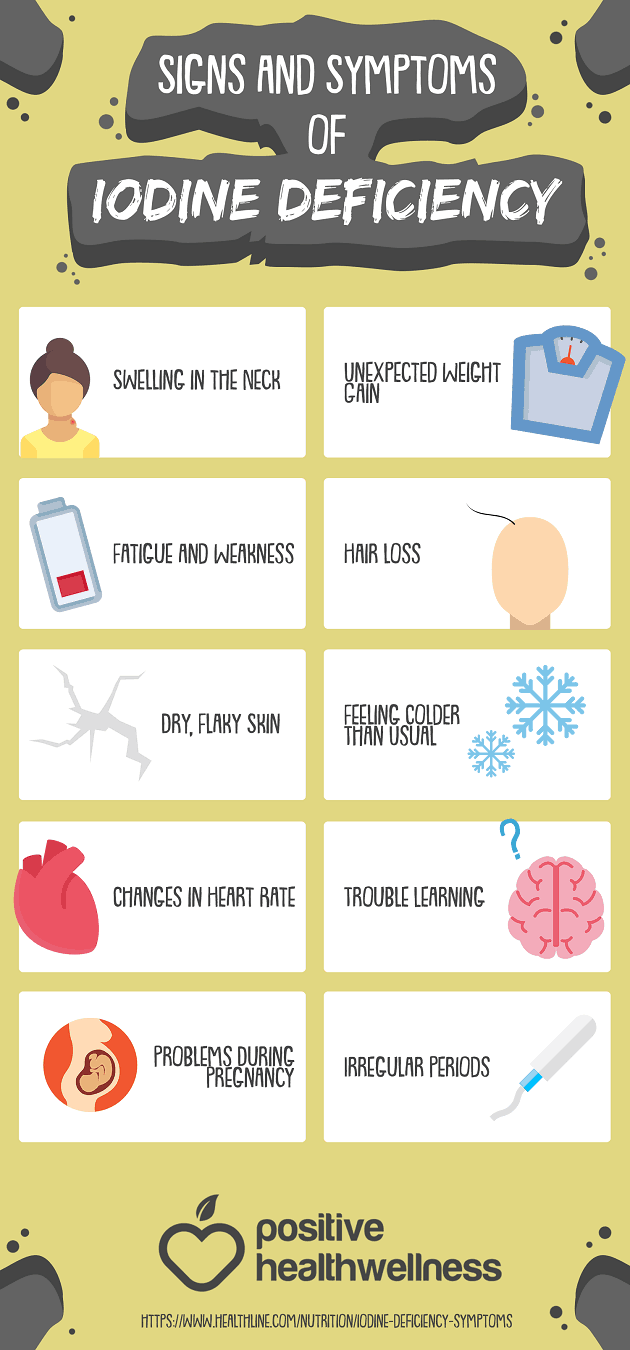 SIGNS AND SYMPTOMS
OF
IODINE DEFICIENCY
SWELLING IN THE NECK
UNEXPECTED WEIGHT
GAIN
FATIGUE AND WEAKNESS
HAIR LOSS
DRY, FLAKY SKIN
FEELING COLDER
THAN USUAL
CHANGES IN HEART RATE
?
TROUBLE LEARNING
PROBLEMS DURING
PREGNANCY
IRREGULAR PERIODS
positive
healthwellness
HTTPS://WWW.HEALTHLINE.COM/NUTRITION/IODINE-DEFICIENCY-SYMPTOMS